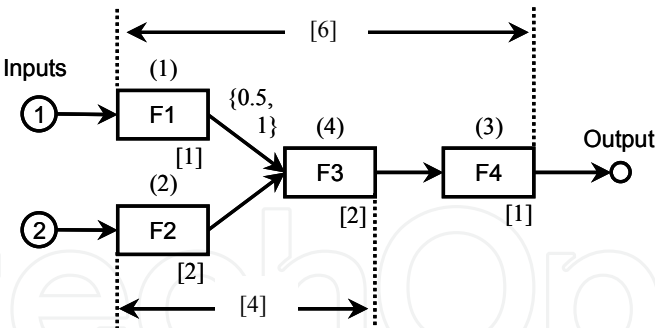 [6]
Inputs
(1)
{0.5,
1}
(4)
(3)
Output
1
F1
[1]
F3
F4
(2)
[2]
[1]
2
F2
[2]
[4]